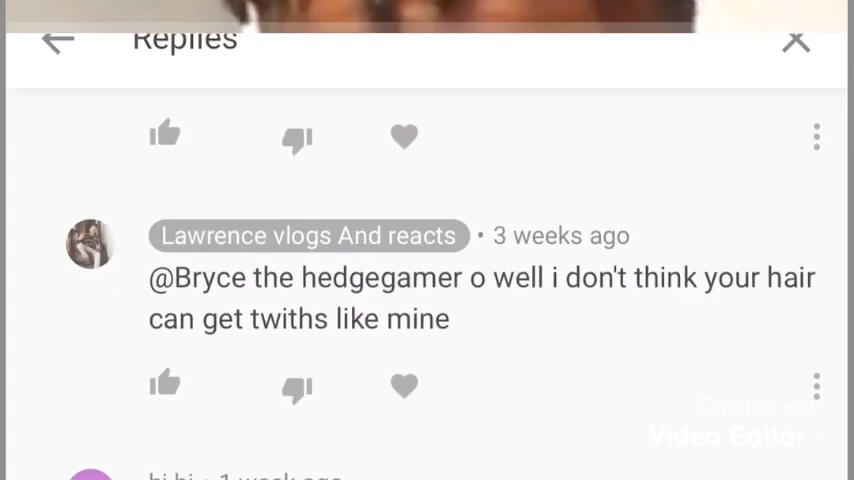 Replies
Lawrence vlogs And reacts • 3 weeks ago
@Bryce the hedgegamer o well i don't think your hair
can get twiths like mine
Created with
Video Editor
hi hi • 1 week ago